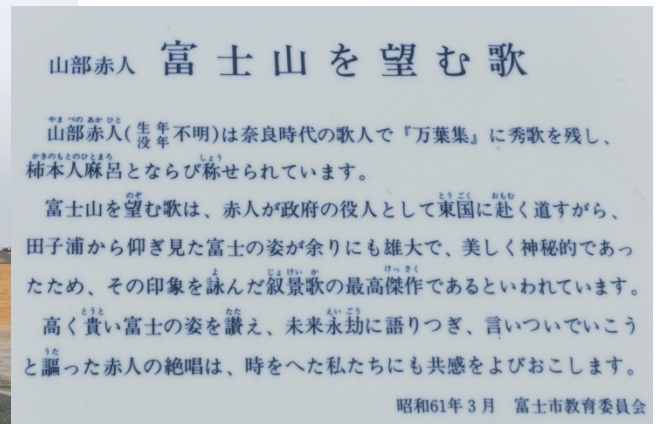 山部赤人 富士山を望む歌
山部赤人(生没年年不明)は奈良時代の歌人で『万葉集』に秀歌を残し、
柿本人麻呂とならび称せられています。
富士山を望む歌は、赤人が政府の役人として東国に赴く道すがら、
田子浦から仰ぎ見た富士の姿が余りにも雄大で、美しく神秘的であっ
たため、その印象を詠んだ叙景歌の最高傑作であるといわれています。
高く貴い富士の姿を讃え、未来永劫に語りつぎ、言いついでいこう
と謳った赤人の絶唱は、時をへた私たちにも共感をよびおこします。
昭和61年3月 富士市教育委員会